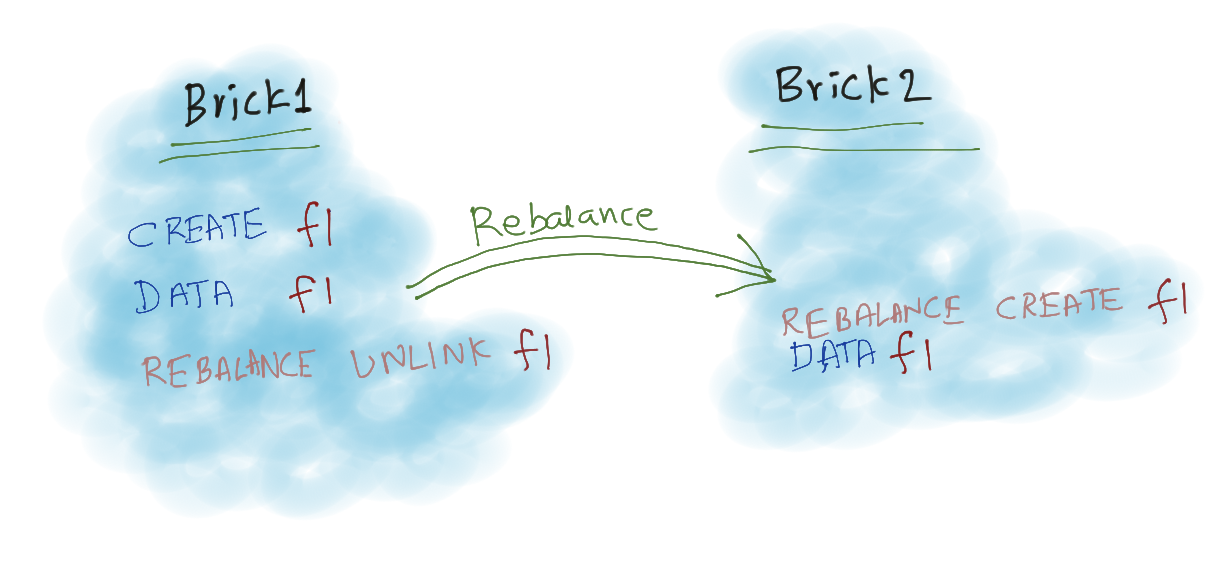 Brick1
CREATE f1
DATA f1
REBALANCE UNLINK f1
Rebalance
Brick2
REBALANCE CREATE f1
DATA f1